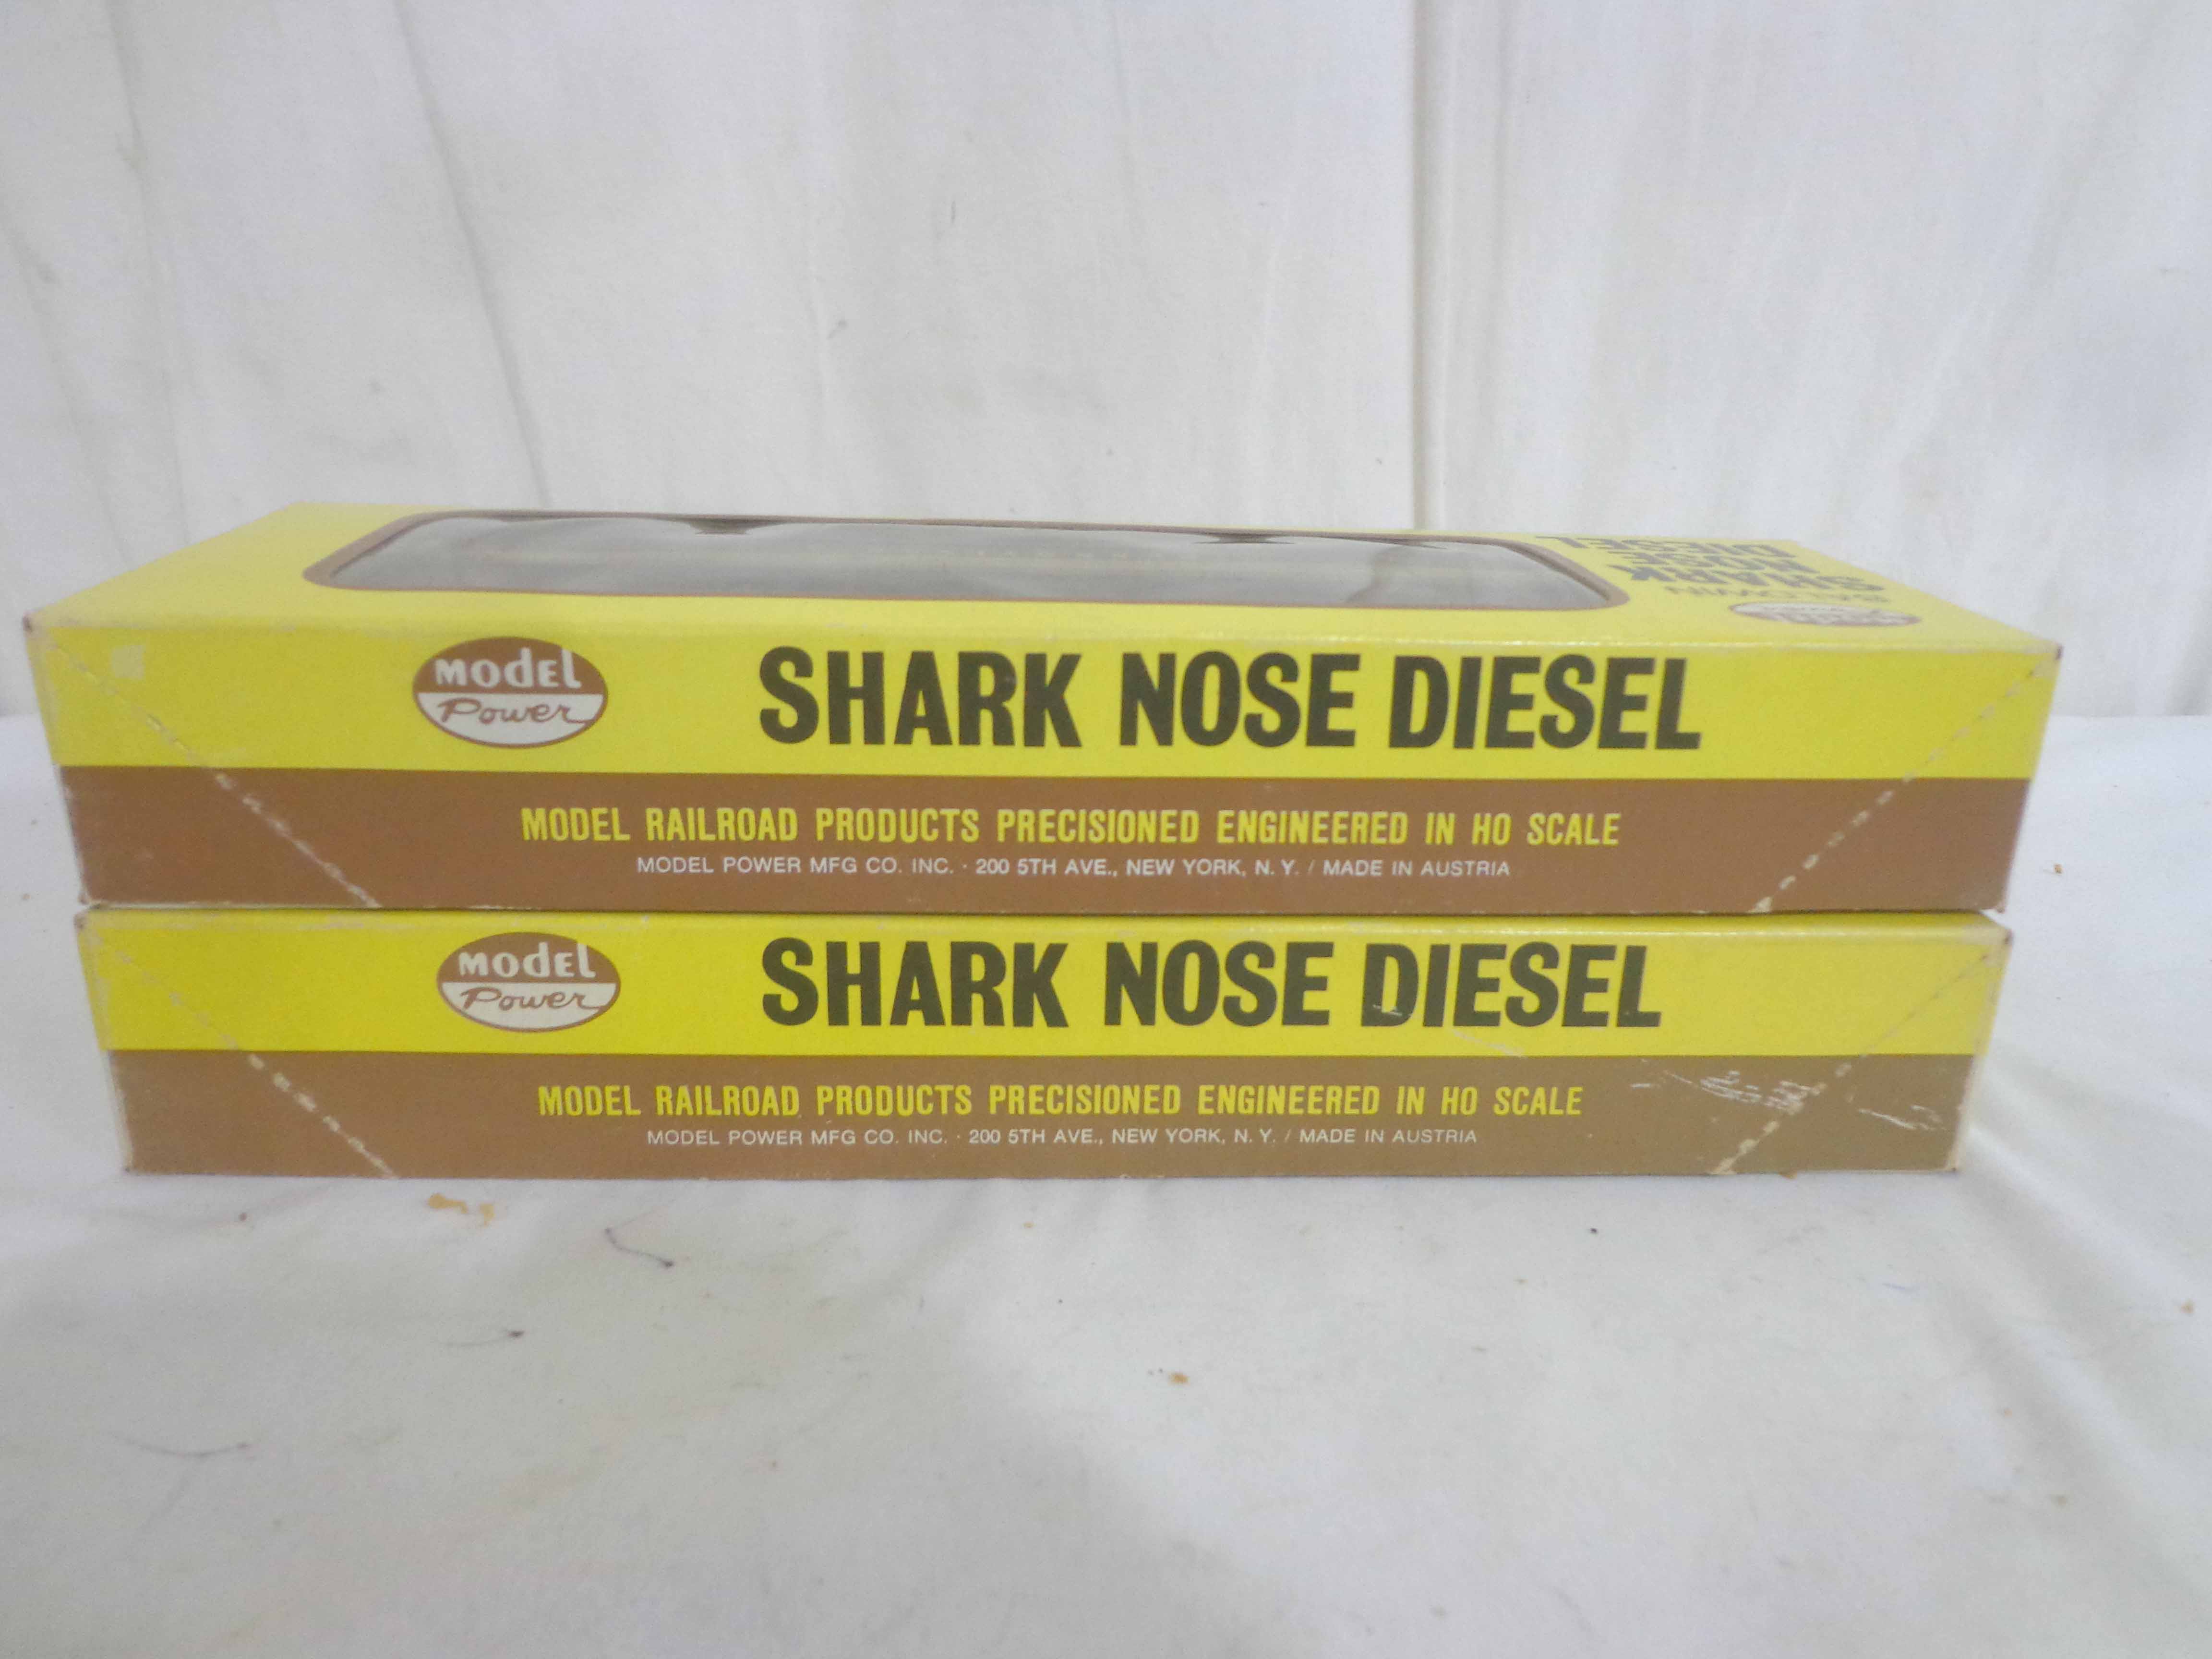 MODEL
Power
SHARK NOSE DIESEL
MODEL RAILROAD PRODUCTS PRECISIONED ENGINEERED IN HO SCALE
MODEL POWER MFG CO. INC. · 200 5TH AVE., NEW YORK, N.Y. / MADE IN AUSTRIA
MODEL
Power
SHARK NOSE DIESEL
MODEL RAILROAD PRODUCTS PRECISIONED ENGINEERED IN HO SCALE
MODEL POWER MFG CO. INC. · 200 5TH AVE., NEW YORK, N.Y. / MADE IN AUSTRIA